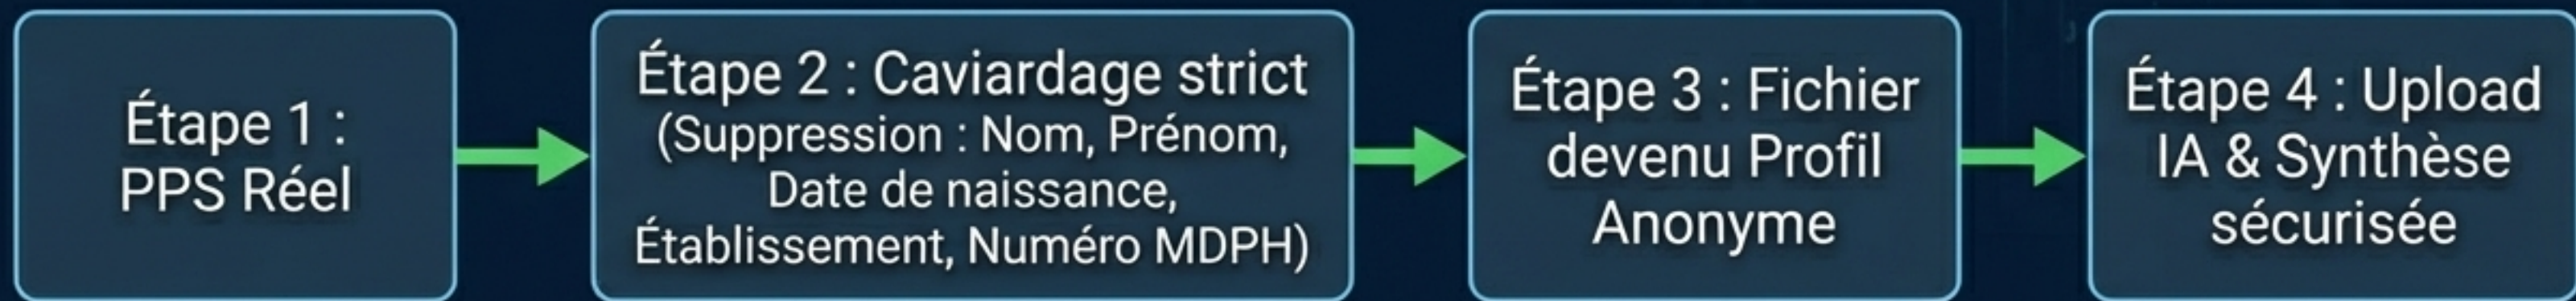 Étape 1 :
PPS Réel
Étape 2 : Caviardage strict
(Suppression : Nom, Prénom,
Date de naissance,
Établissement, Numéro MDPH)
Étape 3 : Fichier
devenu Profil
Anonyme
Étape 4 : Upload
IA & Synthèse
sécurisée